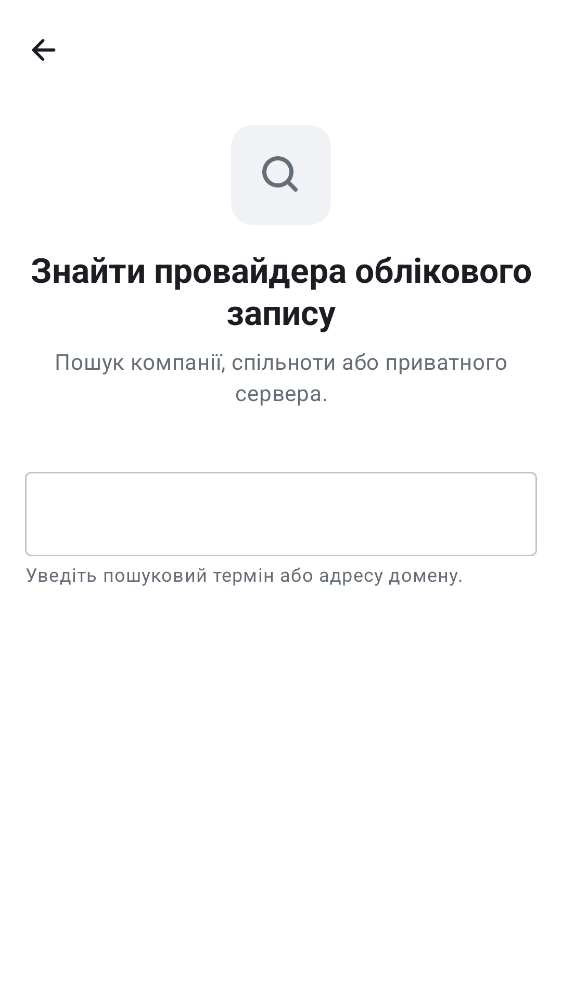 Знайти провайдера облікового
запису
Пошук компанії, спільноти або приватного
сервера.
Уведіть пошуковий термін або адресу домену.